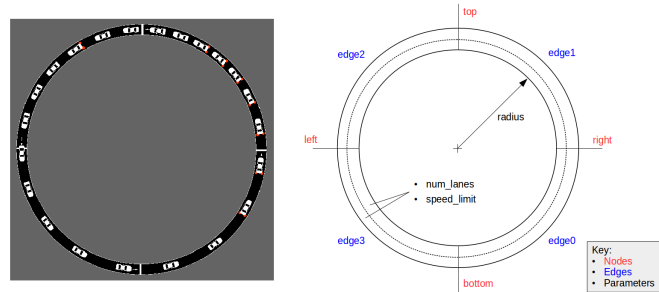 top
edge2
edge1
radius
left
right
• num_lanes
• speed_limit
edge3
edge0
bottom
Key:
• Nodes
• Edges
• Parameters